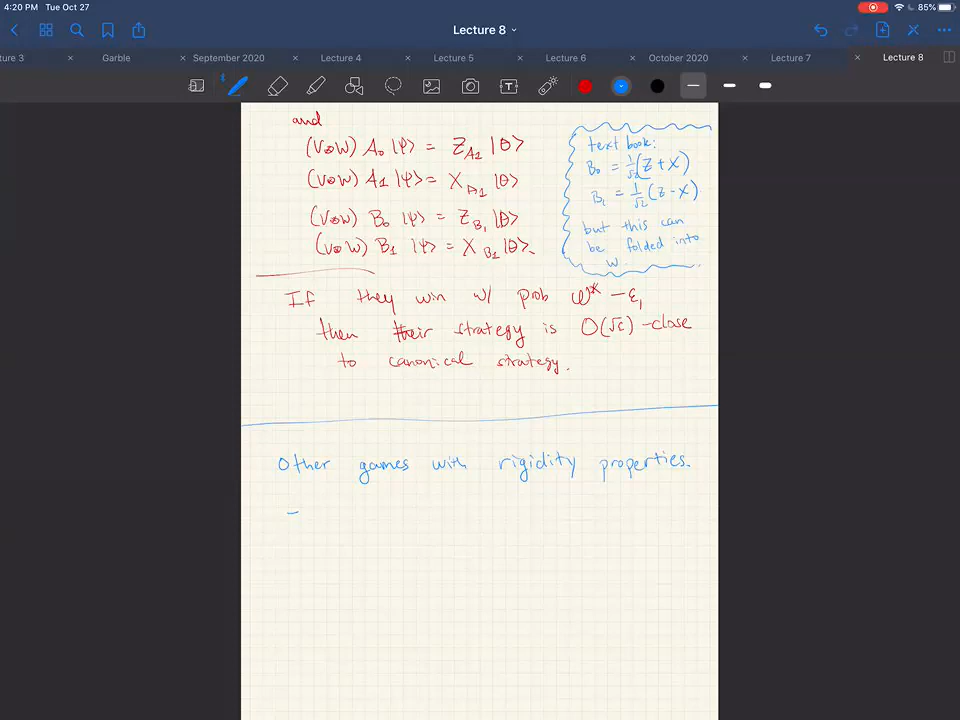 4:20 PM Tue Oct 27
85%
Lecture 8
ture 3 × Garble × September 2020 × Lecture 4 × Lecture 5 × Lecture 6 × October 2020 × Lecture 7 × Lecture 8
and
(V⊗W) A₀ |ψ⟩ = Z_A1 |θ⟩
(V⊗W) A₁ |ψ⟩ = X_A1 |θ⟩
(V⊗W) B₀ |ψ⟩ = Z_B1 |θ⟩
(V⊗W) B₁ |ψ⟩ = X_B1 |θ⟩.
text book:
B₀ = 1/√2 (Z + X)
B₁ = 1/√2 (Z - X).
but this can
be folded into
W.
If they win w/ prob ω* - ε,
then their strategy is O(√ε)-close
to canonical strategy.
Other games with rigidity properties.
-